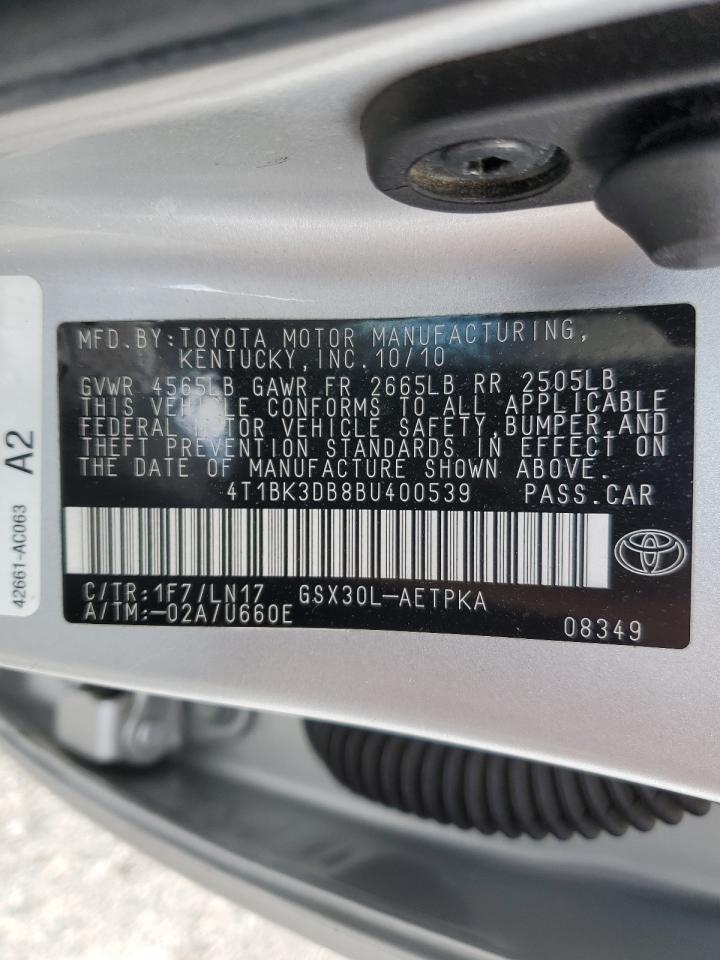 MFD.BY:TOYOTA MOTOR MANUFACTURING,
KENTUCKY,INC.10/10
GVWR 4565LB GAWR FR 2665LB RR 2505LB
THIS VEHICLE CONFORMS TO ALL APPLICABLE
FEDERAL MOTOR VEHICLE SAFETY,BUMPER,AND
THEFT PREVENTION STANDARDS IN EFFECT ON
THE DATE OF MANUFACTURE SHOWN ABOVE.
4T1BK3DB8BU400539 PASS.CAR
C/TR:1F7/LN17 GSX30L-AETPKA
A/TM:-02A/U660E
08349
42661-AC063 A2